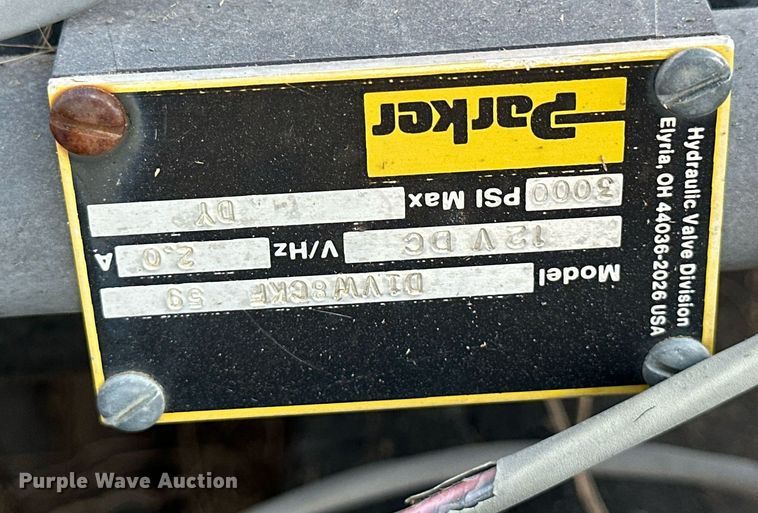 Parker
Hydraulic Valve Division
Elyria, OH 44036-2026 USA
Model
D1VW8CKF 59
12 V DC V/Hz 2.0 A
3000 PSI Max DY
Purple Wave Auction